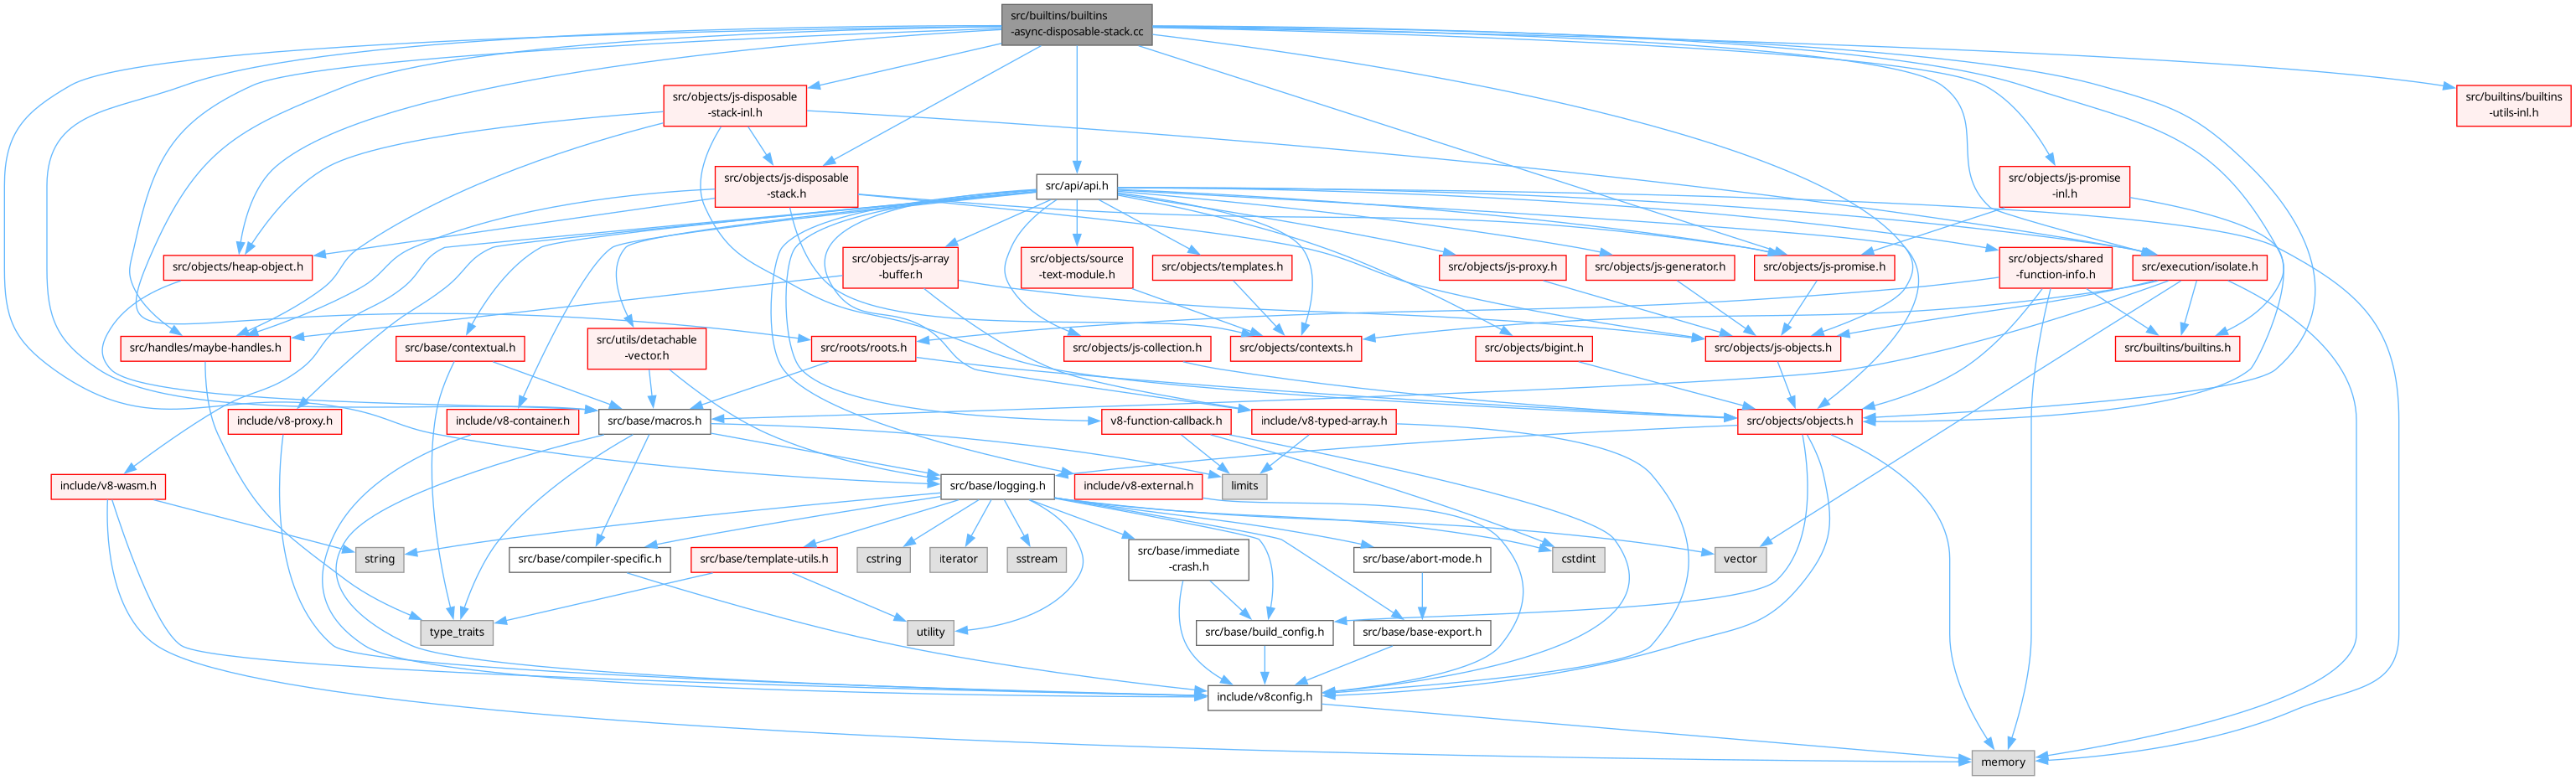 src/builtins/builtins
-async-disposable-stack.cc
src/objects/js-disposable
-stack-inl.h
src/builtins/builtins
-utils-inl.h
src/objects/js-disposable
-stack.h
src/api/api.h
src/objects/js-promise
-inl.h
src/objects/heap-object.h
src/objects/js-array
-buffer.h
src/objects/source
-text-module.h
src/objects/templates.h
src/objects/js-proxy.h
src/objects/js-generator.h
src/objects/js-promise.h
src/objects/shared
-function-info.h
src/execution/isolate.h
src/handles/maybe-handles.h
src/base/contextual.h
src/utils/detachable
-vector.h
src/roots/roots.h
src/objects/js-collection.h
src/objects/contexts.h
src/objects/bigint.h
src/objects/js-objects.h
src/builtins/builtins.h
include/v8-proxy.h
include/v8-container.h
src/base/macros.h
v8-function-callback.h
include/v8-typed-array.h
src/objects/objects.h
include/v8-wasm.h
src/base/logging.h
include/v8-external.h
limits
string
src/base/compiler-specific.h
src/base/template-utils.h
cstring
iterator
sstream
src/base/immediate
-crash.h
src/base/abort-mode.h
cstdint
vector
type_traits
utility
src/base/build_config.h
src/base/base-export.h
include/v8config.h
memory